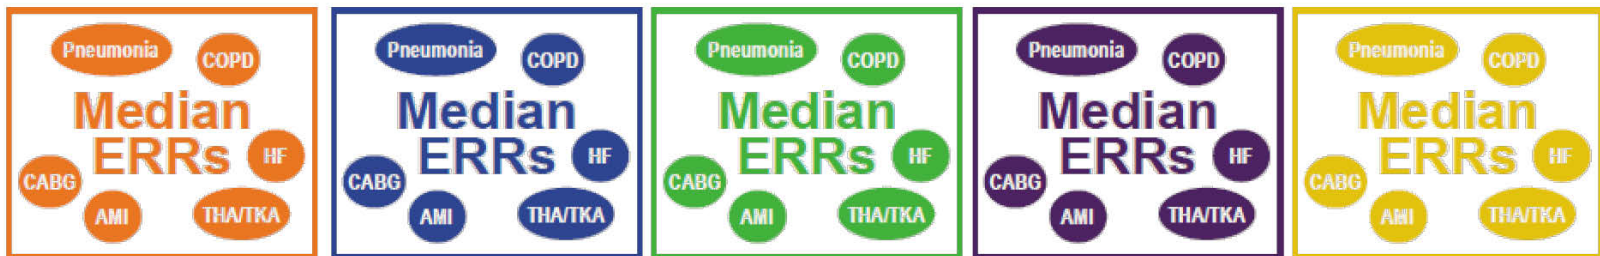 Pneumonia
COPD
Median
ERRs
HF
CABG
AMI
THA/TKA
Pneumonia
COPD
Median
ERRs
HF
CABG
AMI
THA/TKA
Pneumonia
COPD
Median
ERRs
HF
CABG
AMI
THA/TKA
Pneumonia
COPD
Median
ERRs
HF
CABG
AMI
THA/TKA
Pneumonia
COPD
Median
ERRs
HF
CABG
AMI
THA/TKA